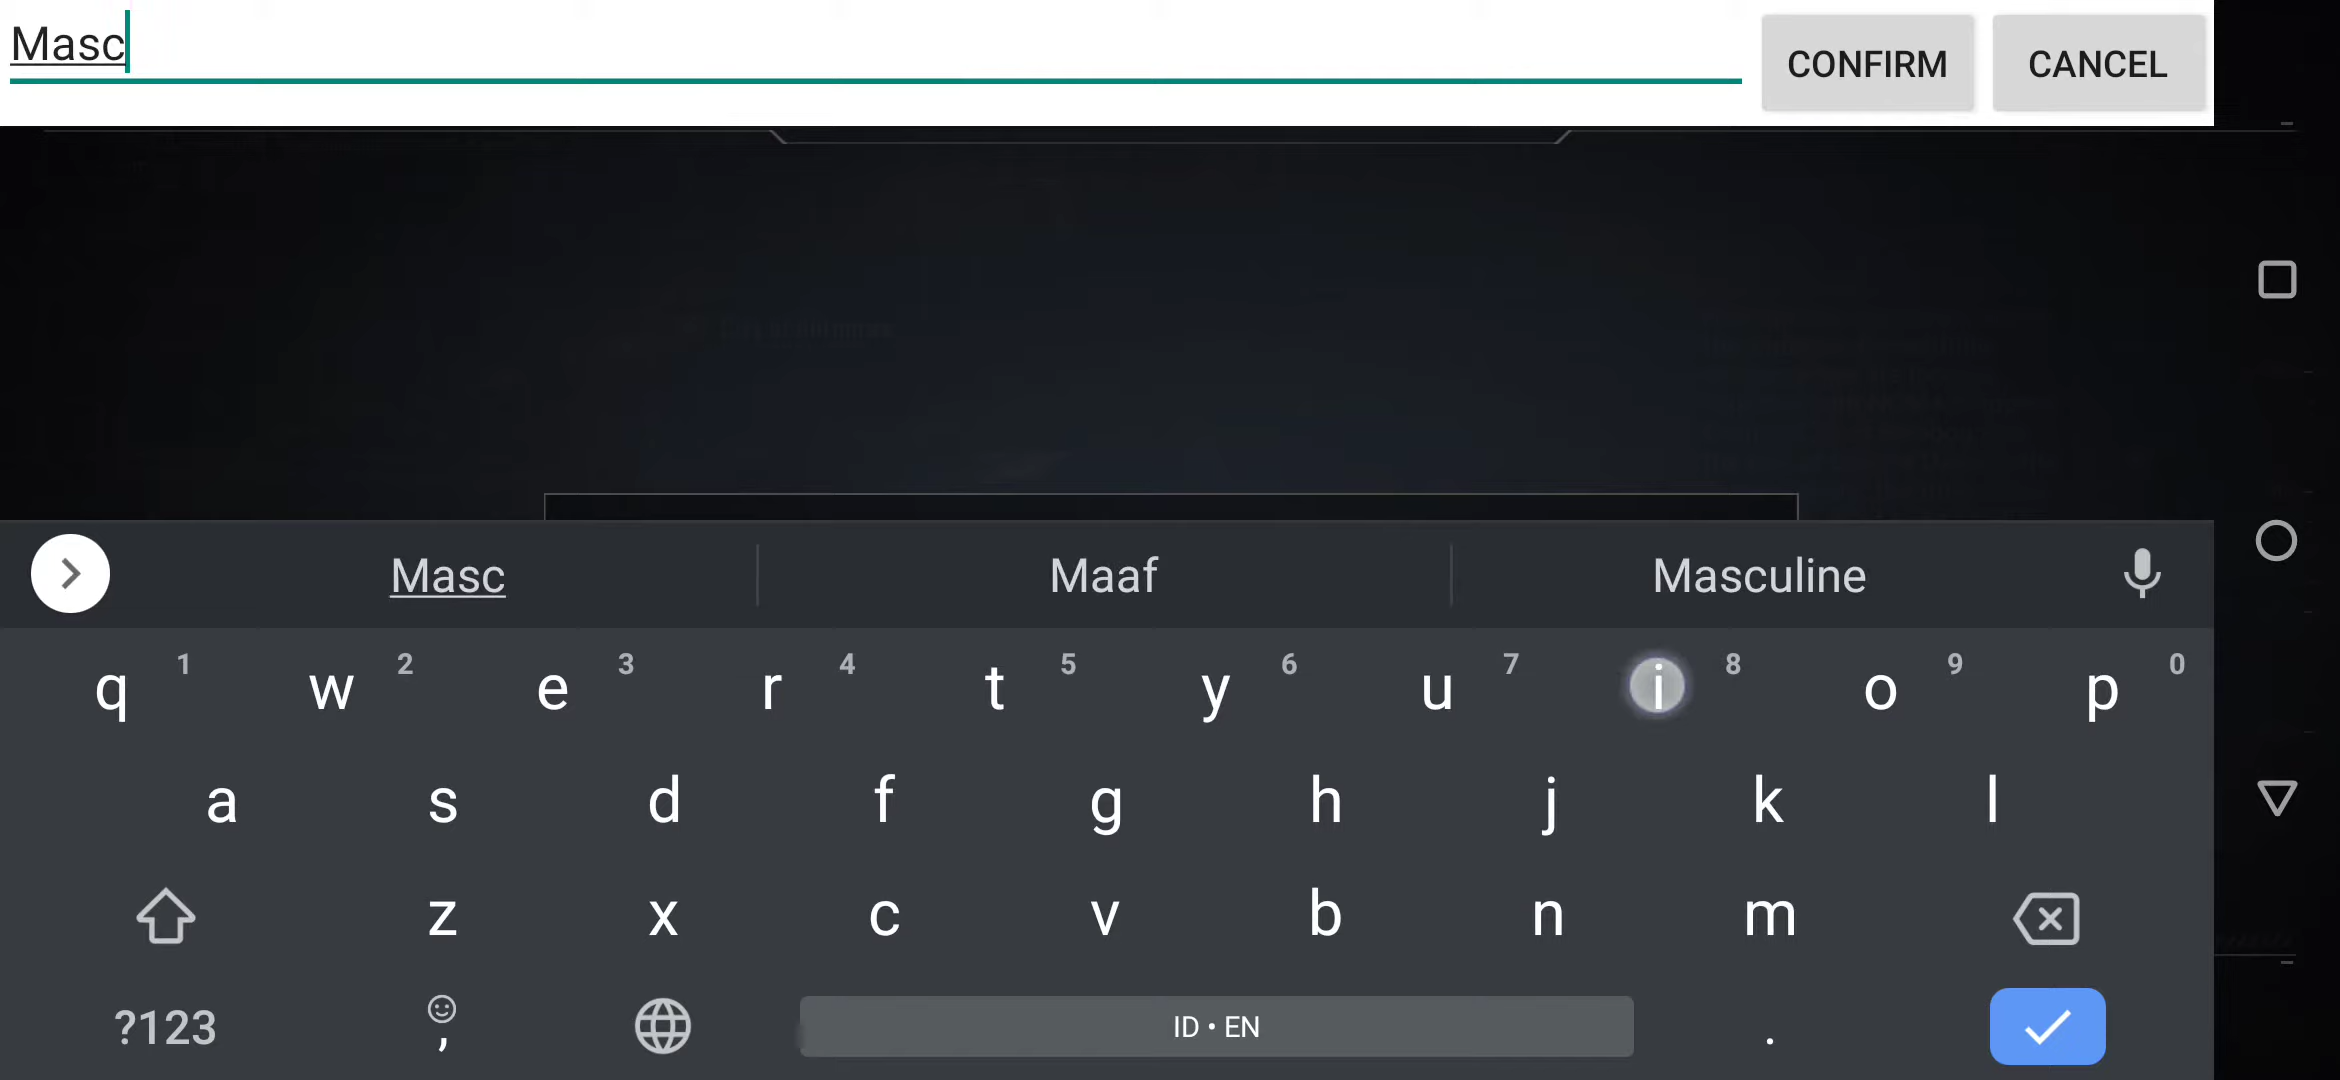 Masc
CONFIRM
CANCEL
Masc
Maaf
Masculine
q 1 w 2 e 3 r 4 t 5 y 6 u 7 i 8 o 9 p 0
a s d f g h j k l
z x c v b n m
?123 , ID • EN .